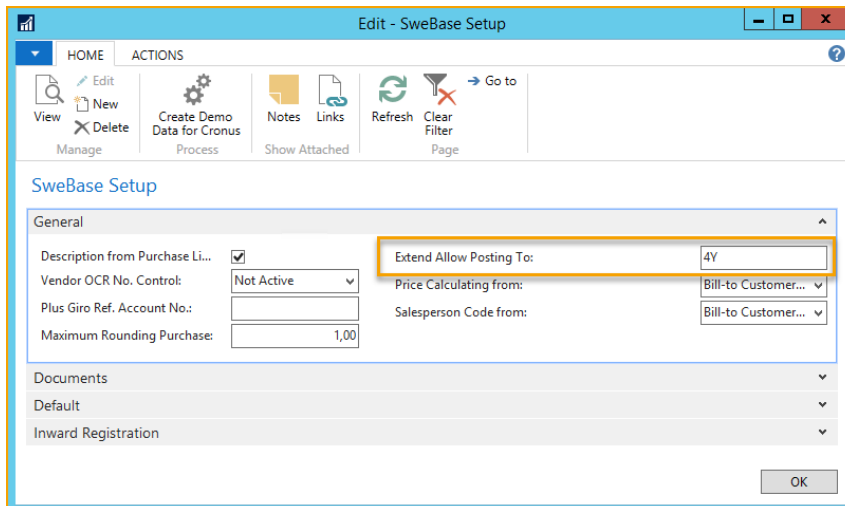 Edit - SweBase Setup
HOME ACTIONS
View
Edit
New
Delete
Manage
Create Demo
Data for Cronus
Process
Notes Links
Show Attached
Refresh Clear
Filter
Go to
Page
SweBase Setup
General
Description from Purchase Li...
Extend Allow Posting To: 4Y
Vendor OCR No. Control: Not Active
Price Calculating from: Bill-to Customer...
Plus Giro Ref. Account No.:
Salesperson Code from: Bill-to Customer...
Maximum Rounding Purchase: 1,00
Documents
Default
Inward Registration
OK